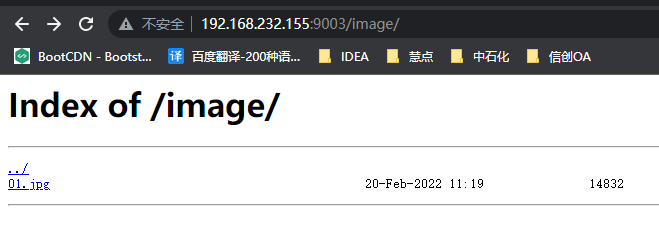 不安全 192.168.232.155:9003/image/
BootCDN - Bootst... 译 百度翻译-200种语... IDEA 慧点 中石化 信创OA
Index of /image/
../
01.jpg 20-Feb-2022 11:19 14832